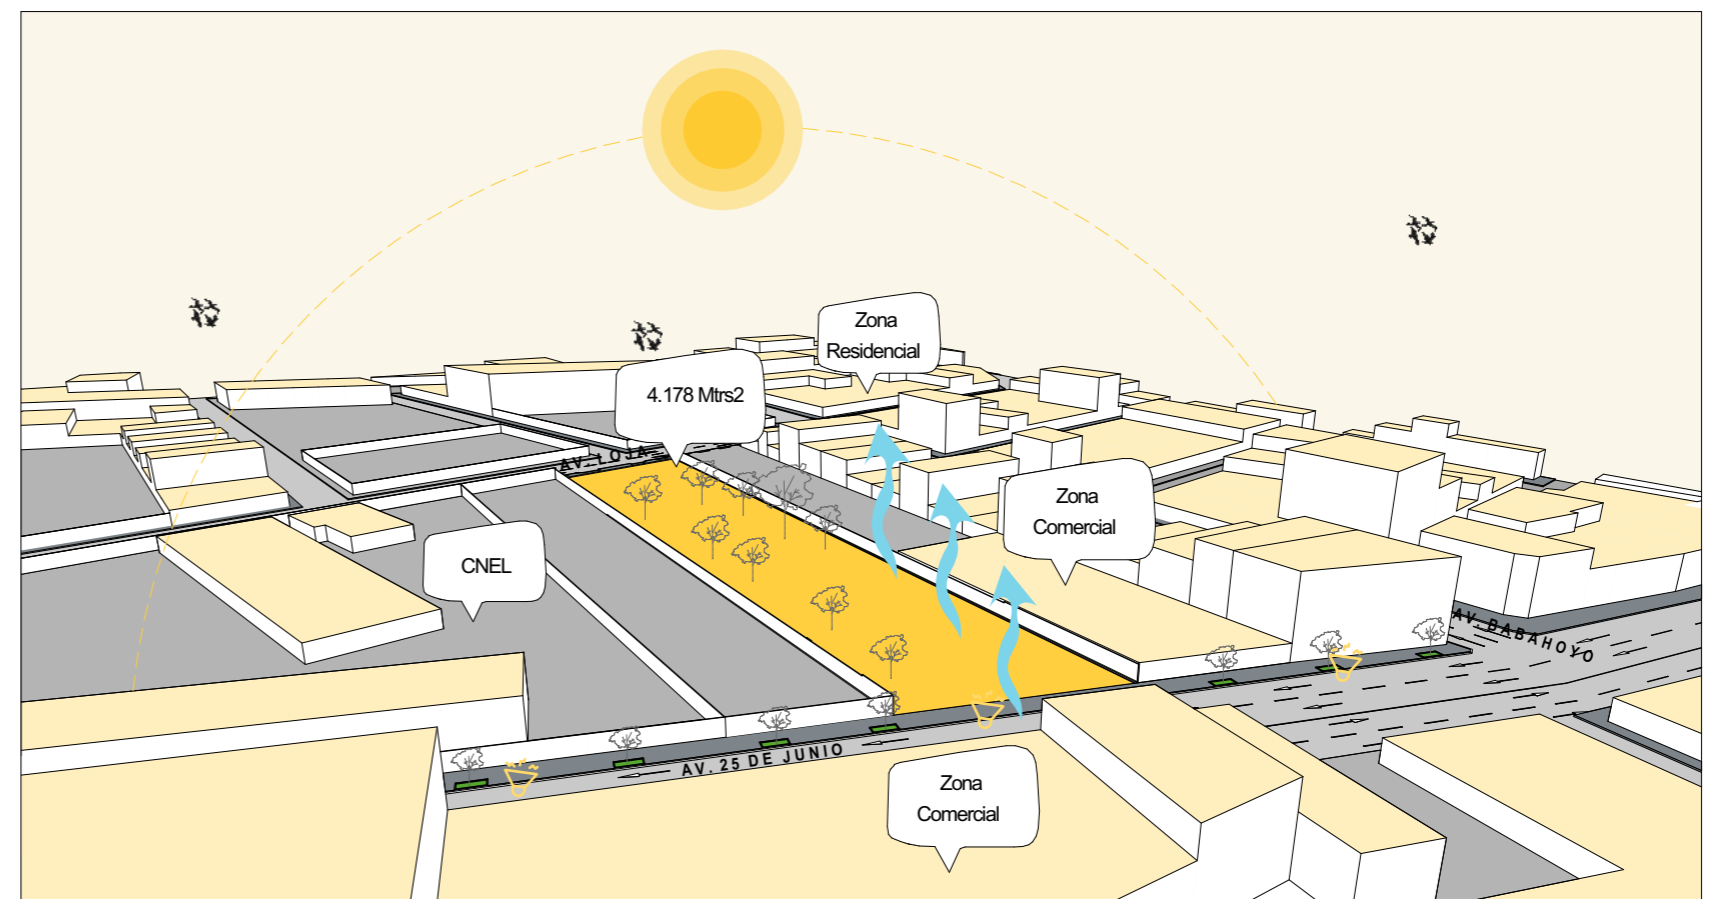 Zona
Residencial
4.178 Mtrs2
AV. LOJA
Zona
Comercial
CNEL
AV. BABAHOYO
AV. 25 DE JUNIO
Zona
Comercial